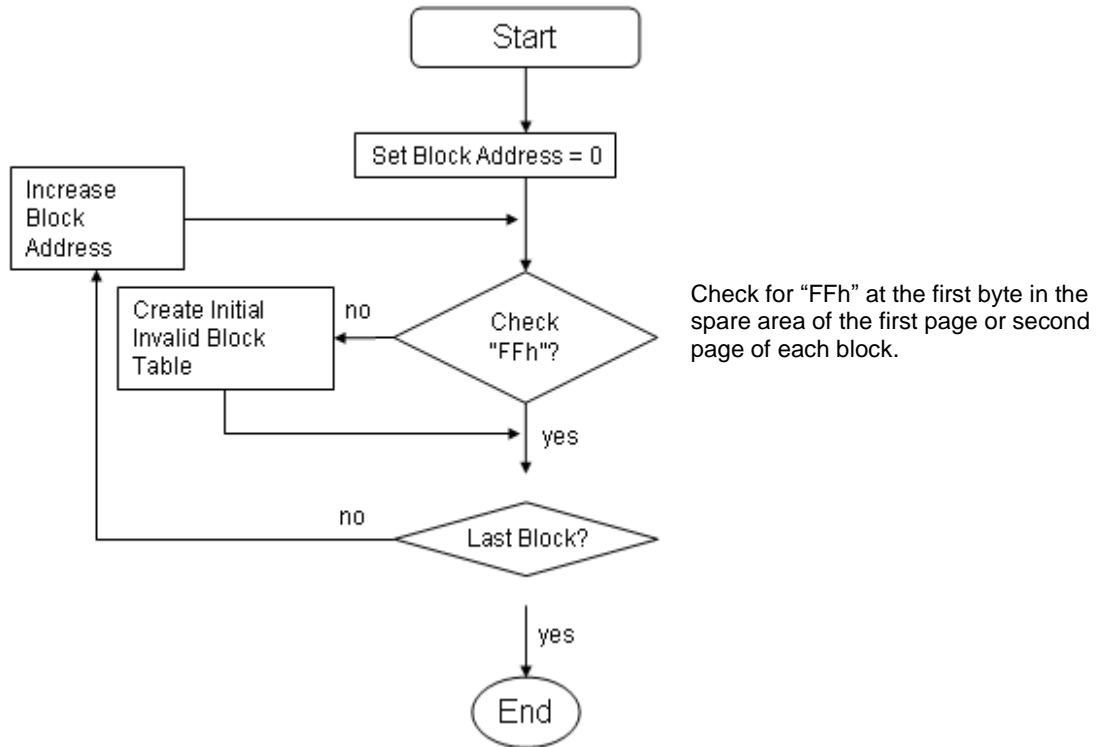 Start
Set Block Address = 0
Increase
Block
Address
Create Initial
Invalid Block
Table
no
Check
"FFh"?
Check for “FFh” at the first byte in the
spare area of the first page or second
page of each block.
yes
no
Last Block?
yes
End